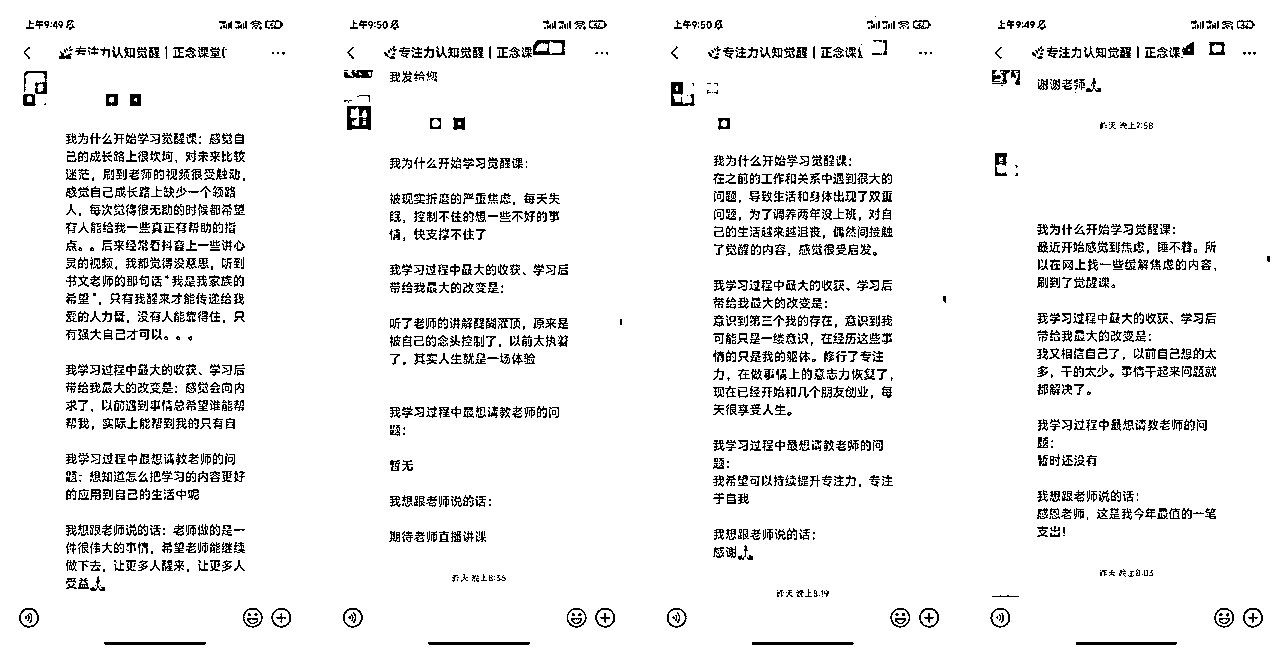 上午9:49
专注力认知觉醒 | 正念课堂(
我为什么开始学习觉醒课：感觉自
己的成长路上很坎坷，对未来比较
迷茫，刷到老师的视频很受触动，
感觉自己成长路上缺少一个领路
人，每次觉得很无助的时候都希望
有人能给我一些真正有帮助的指
点。。后来经常看抖音上一些讲心
灵的视频，我都觉得没意思，听到
书文老师的那句话“我是我家族的
希望”，只有我醒来才能传递给我
爱的人力量，没有人能靠得住，只
有强大自己才可以。。。
我学习过程中最大的收获、学习后
带给我最大的改变是：感觉会向内
求了，以前遇到事情总希望谁能帮
帮我，实际上能帮到我的只有自
我学习过程中最想请教老师的问
题：想知道怎么把学习的内容更好
的应用到自己的生活中呢
我想跟老师说的话：老师做的是一
件很伟大的事情，希望老师能继续
做下去，让更多人醒来，让更多人
受益🙏
上午9:50
专注力认知觉醒 | 正念课
我发给您
我为什么开始学习觉醒课：
被现实折磨的严重焦虑，每天失
眠，控制不住的想一些不好的事
情，快支撑不住了
我学习过程中最大的收获、学习后
带给我最大的改变是：
听了老师的讲解醍醐灌顶，原来是
被自己的念头控制了，以前太执着
了，其实人生就是一场体验
我学习过程中最想请教老师的问
题：
暂无
我想跟老师说的话：
期待老师直播讲课
昨天 晚上8:35
上午9:50
专注力认知觉醒 | 正念课
我为什么开始学习觉醒课：
在之前的工作和关系中遇到很大的
问题，导致生活和身体出现了双重
问题，为了调养两年没上班，对自
己的生活越来越沮丧，偶然间接触
了觉醒的内容，感觉很受启发。
我学习过程中最大的收获、学习后
带给我最大的改变是：
意识到第三个我的存在，意识到我
可能只是一缕意识，在经历这些事
情的只是我的躯体。修行了专注
力，在做事情上的意志力恢复了，
现在已经开始和几个朋友创业，每
天很享受人生。
我学习过程中最想请教老师的问
题：
我希望可以持续提升专注力，专注
于自我
我想跟老师说的话：
感谢🙏
昨天 晚上8:19
上午9:49
专注力认知觉醒 | 正念课
谢谢老师🙏
昨天 晚上7:58
我为什么开始学习觉醒课：
最近开始感觉到焦虑，睡不着。所
以在网上找一些缓解焦虑的内容，
刷到了觉醒课。
我学习过程中最大的收获、学习后
带给我最大的改变是：
我又相信自己了，以前自己想的太
多，干的太少。事情干起来问题就
都解决了。
我学习过程中最想请教老师的问
题：
暂时还没有
我想跟老师说的话：
感恩老师，这是我今年最值的一笔
支出！
昨天 晚上8:03